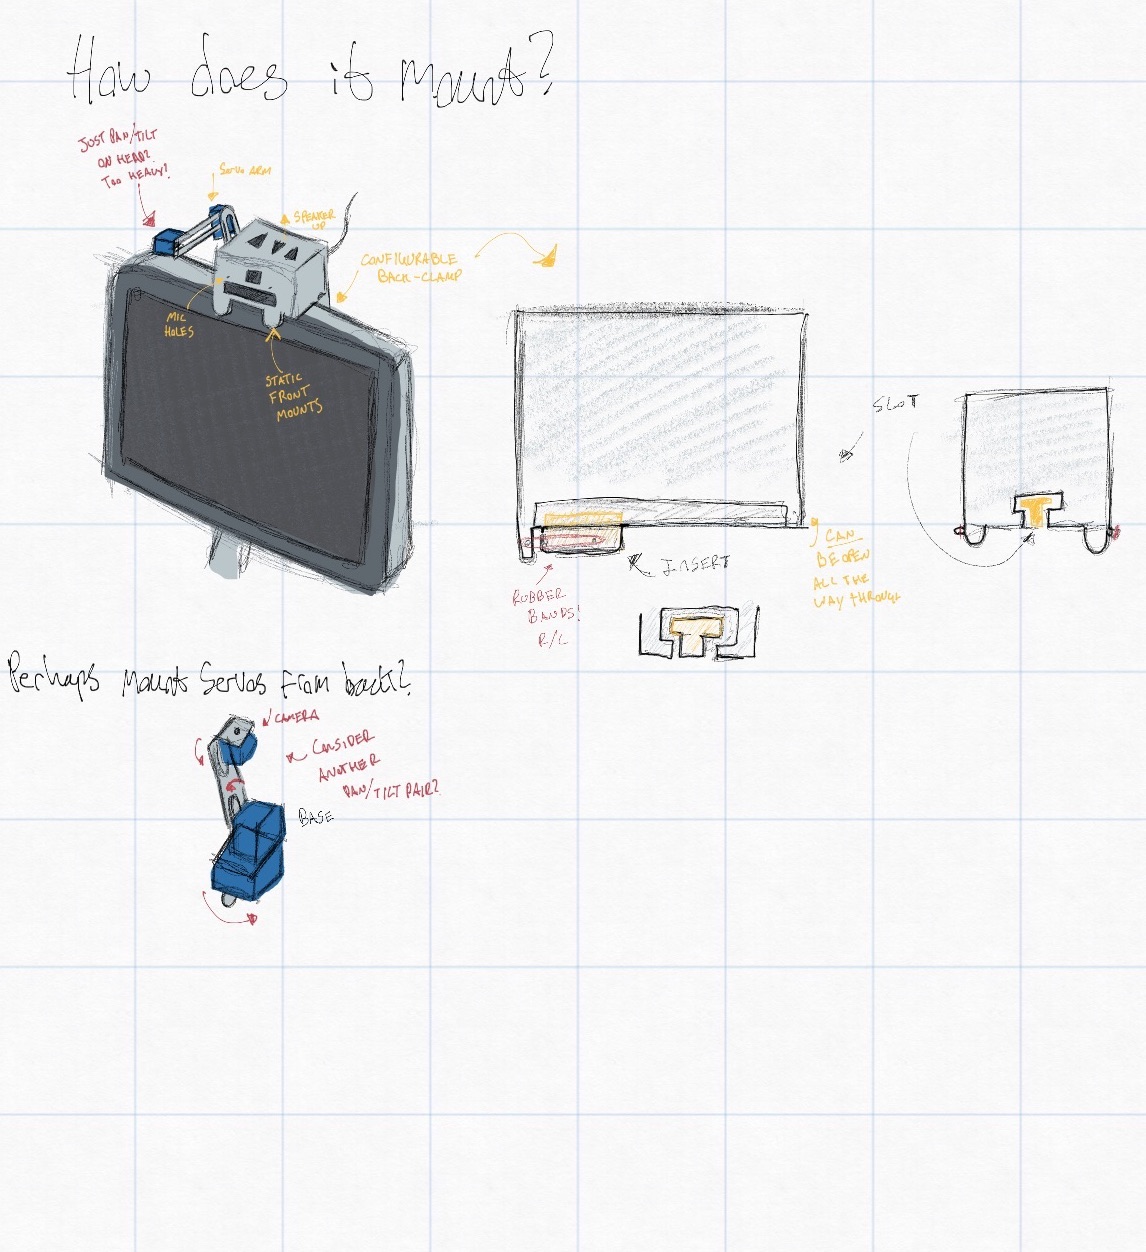 How does it mount?
JUST PAN/TILT
ON HEAD?
TOO HEAVY?
SERVO ARM
SPEAKER
UP
CONFIGURABLE
BACK-CLAMP
MIC
HOLES
STATIC
FRONT
MOUNTS
SLOT
INSERT
RUBBER
BANDS!
R/L
CAN
BE OPEN
ALL THE
WAY THROUGH
Perhaps mount servos from back?
CAMERA
CONSIDER
ANOTHER
PAN/TILT PAIR?
BASE